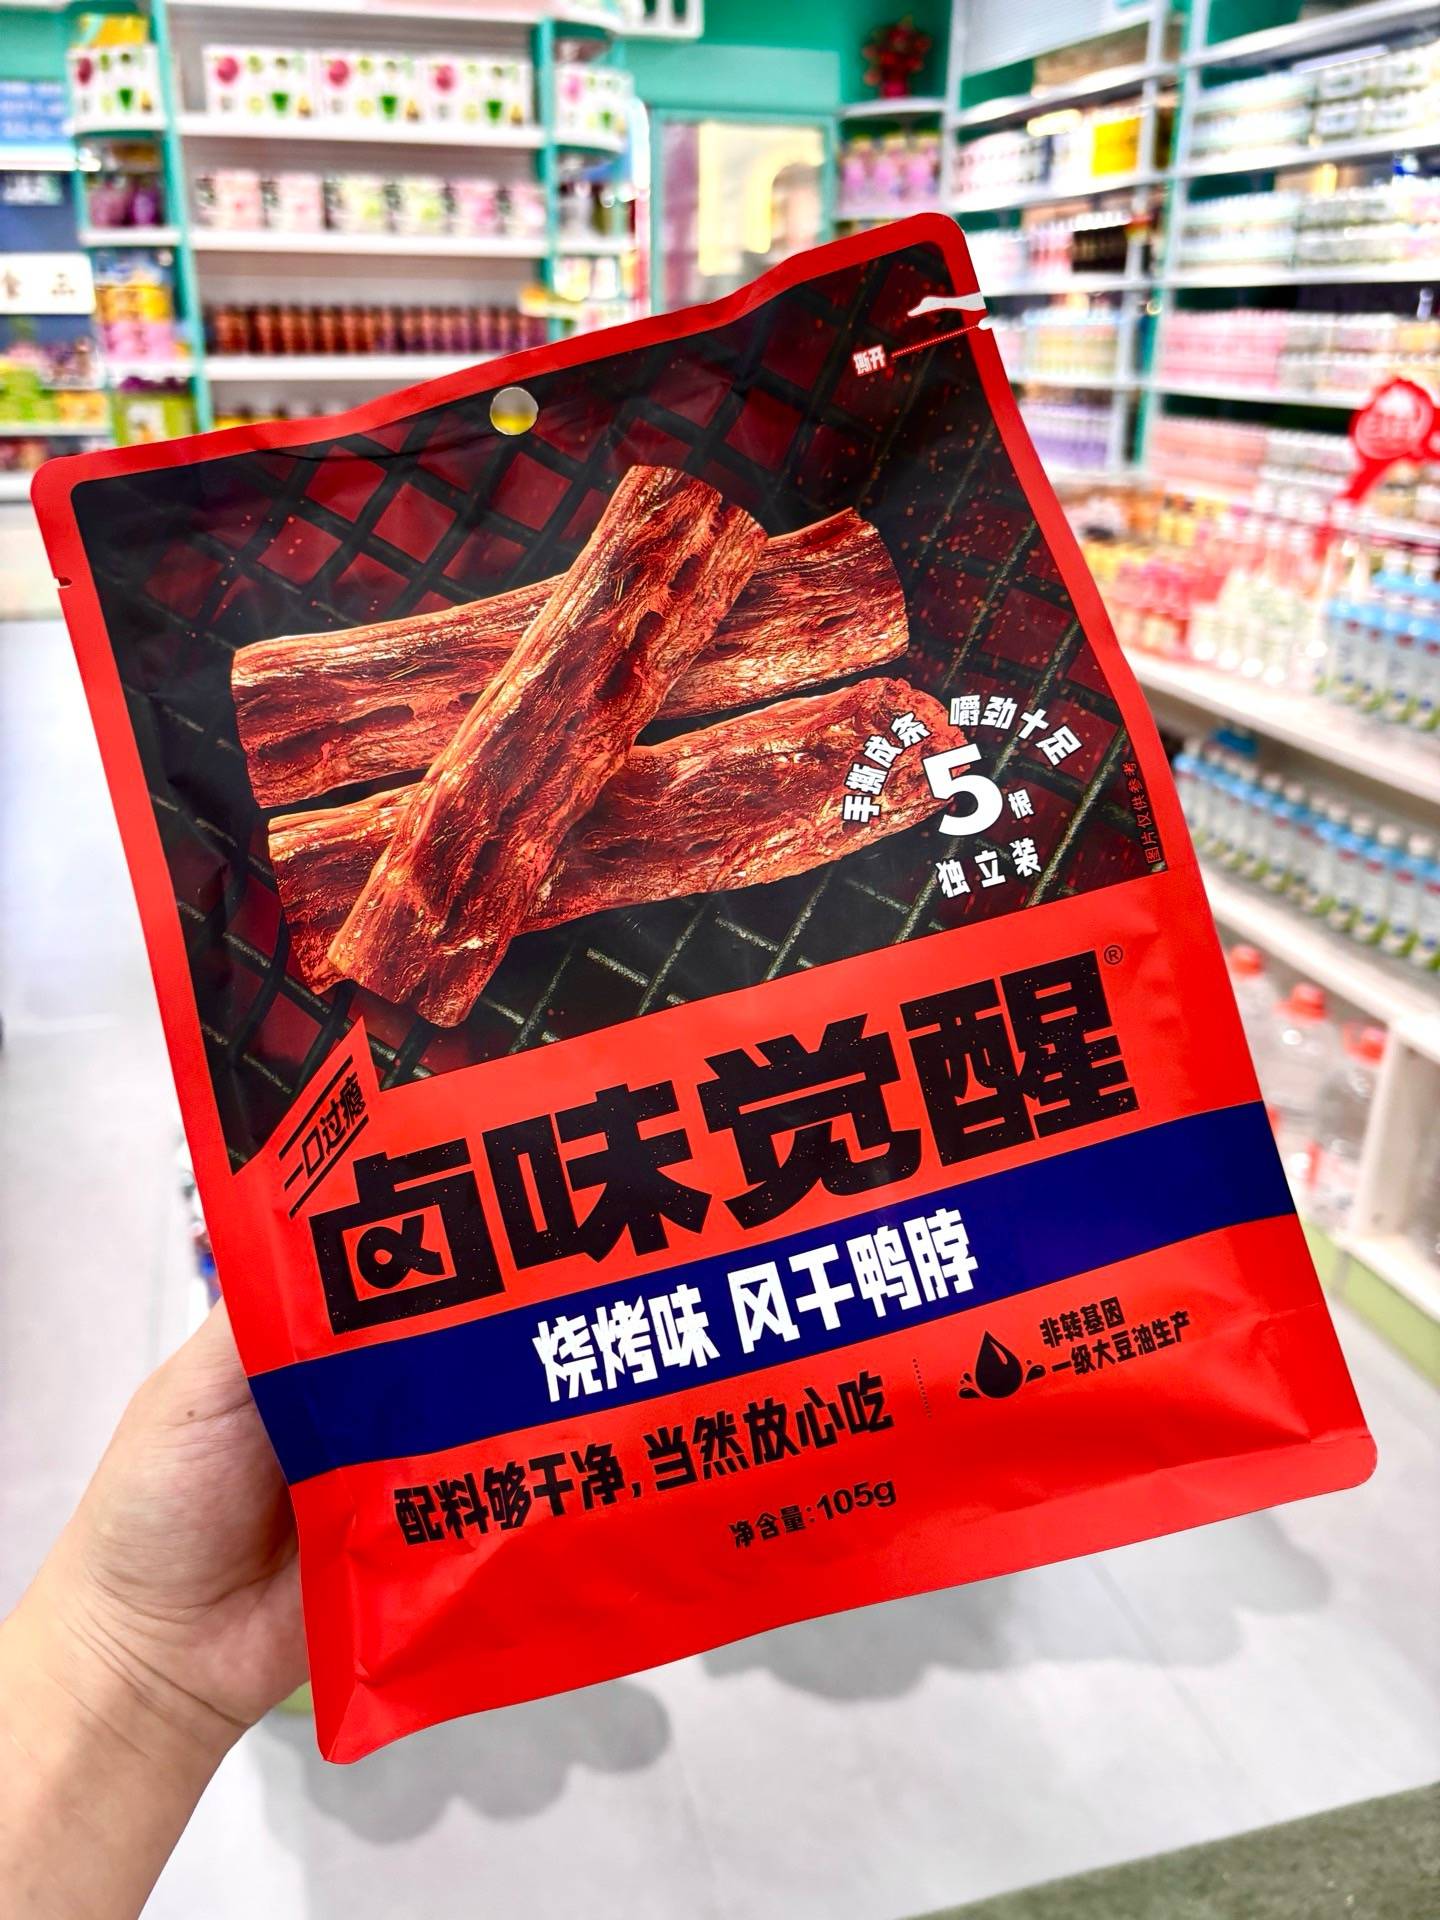 撕开
手撕成条 嚼劲十足
5根
独立装
图片仅供参考
一口过瘾
卤味觉醒®
烧烤味 风干鸭脖
非转基因
一级大豆油生产
配料够干净,当然放心吃
净含量:105g
食品